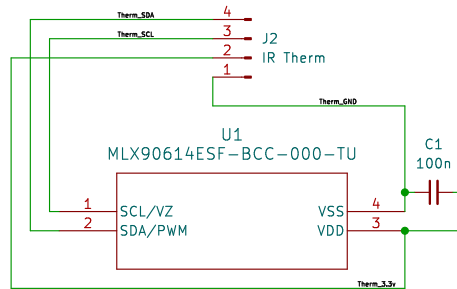 4
Therm_SDA
3
J2
Therm_SCL
2
IR Therm
1
Therm_GND
U1
MLX90614ESF-BCC-000-TU
C1
100n
1
SCL/VZ
VSS
4
2
SDA/PWM
VDD
3
Therm_3.3v